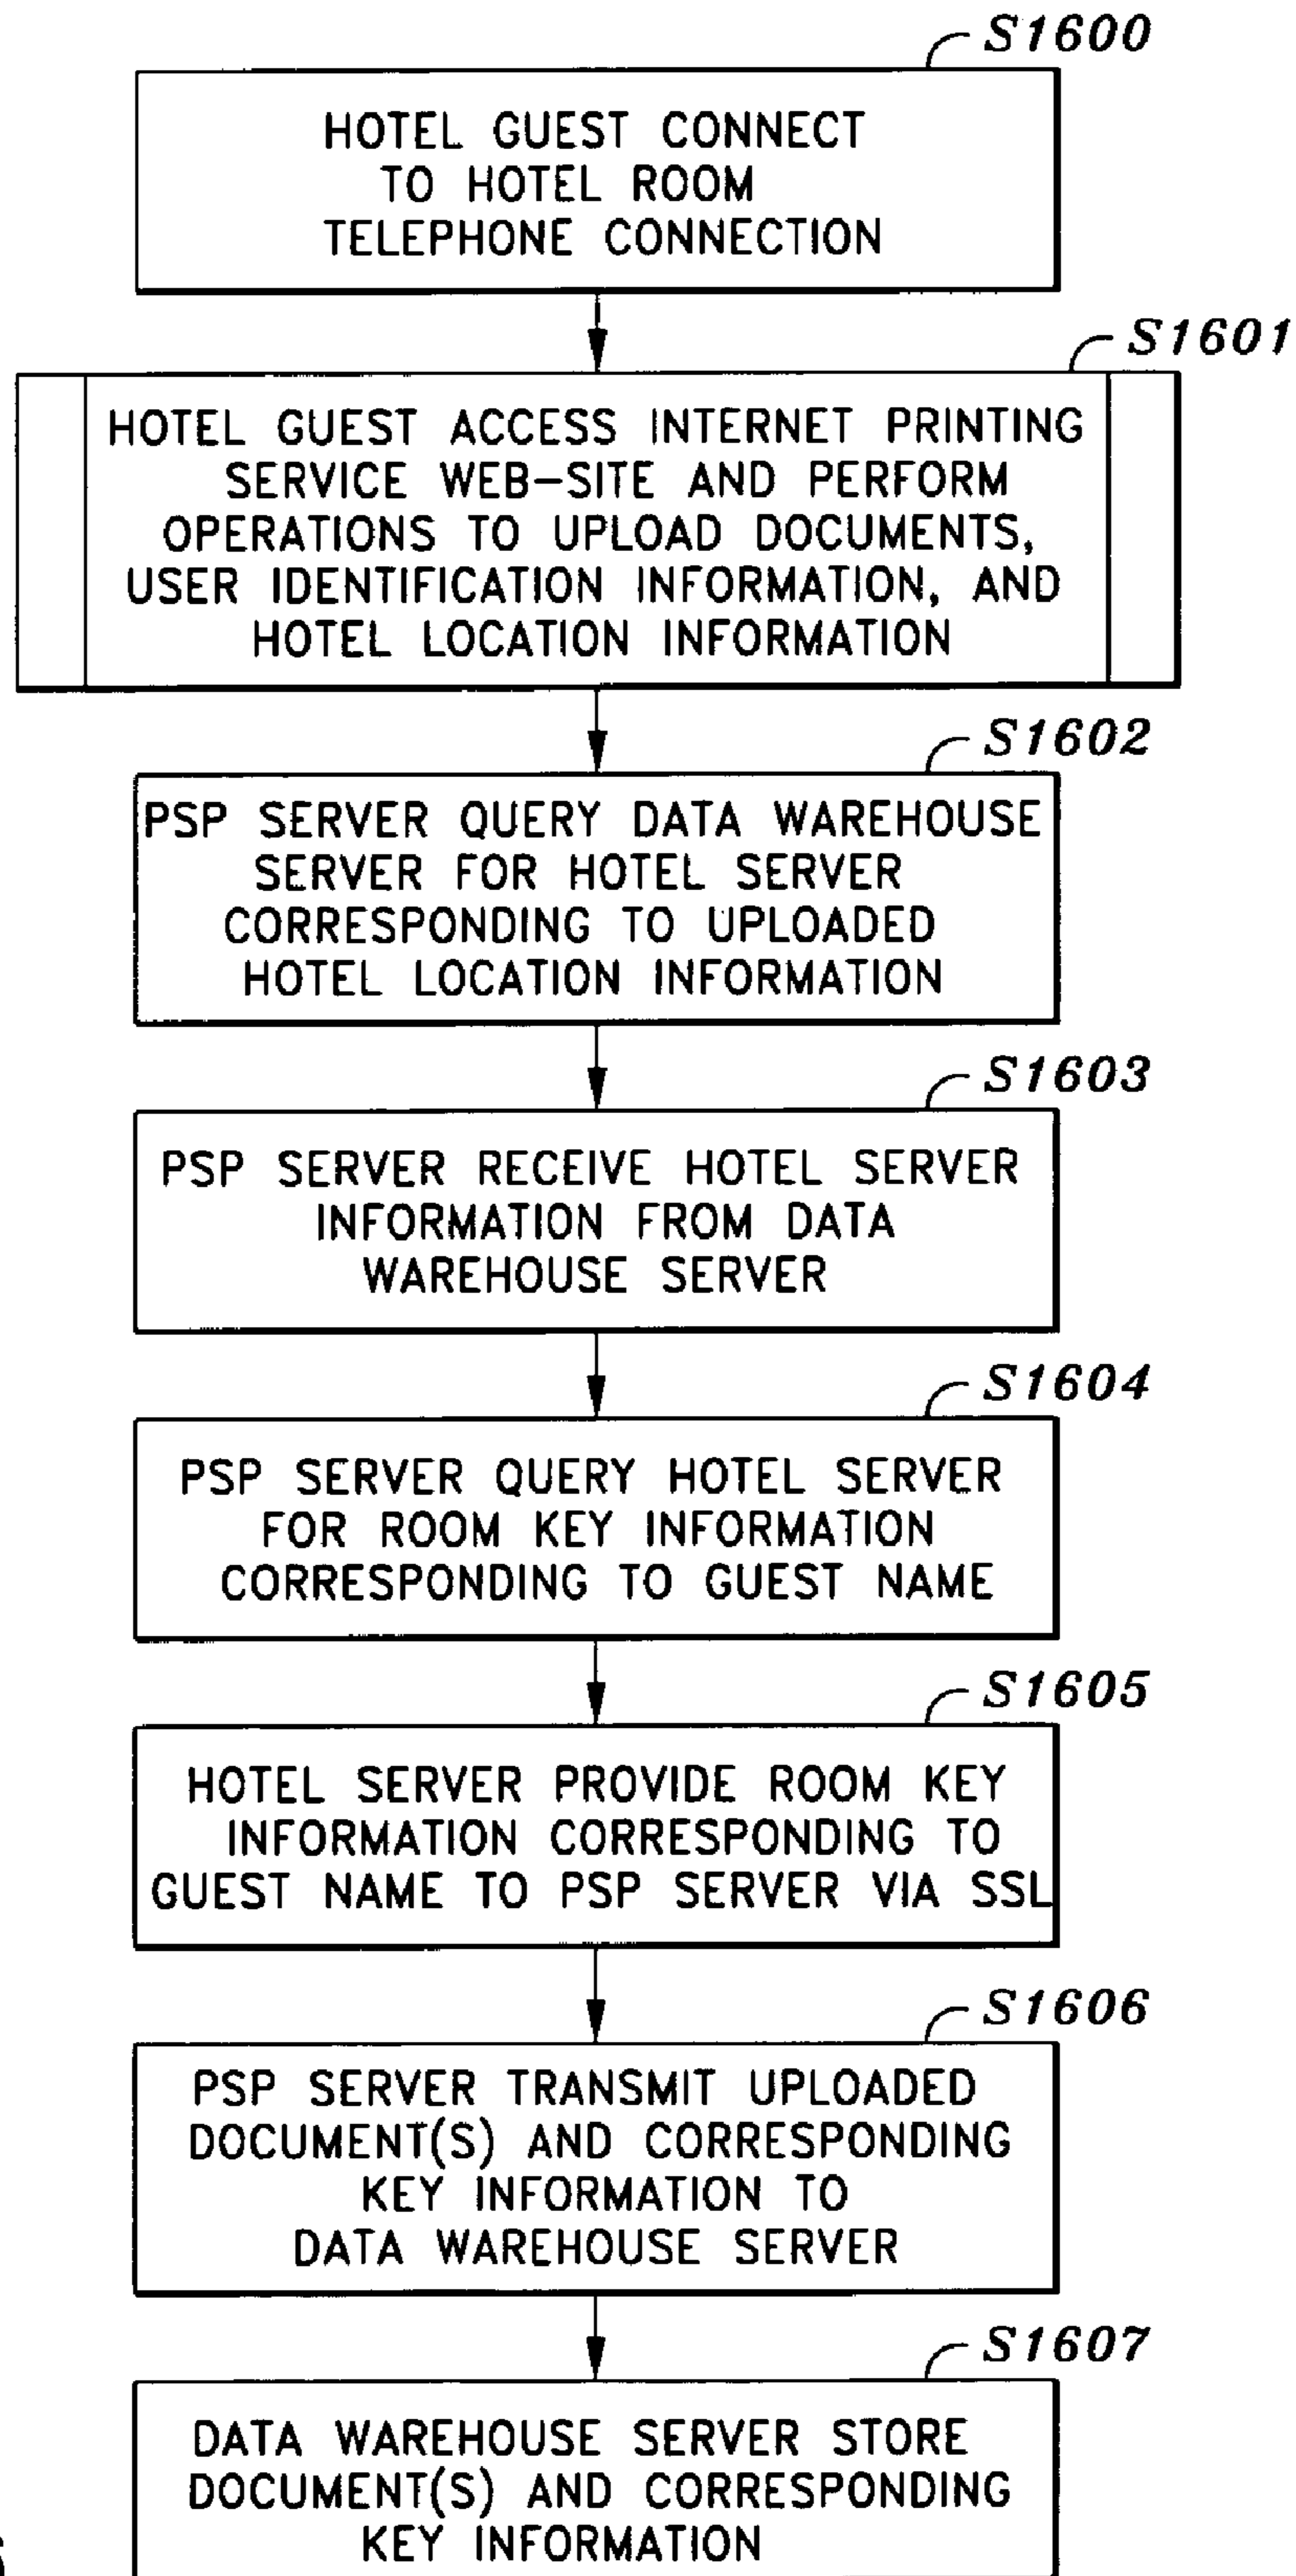 S1600
HOTEL GUEST CONNECT
TO HOTEL ROOM
TELEPHONE CONNECTION
S1601
HOTEL GUEST ACCESS INTERNET PRINTING
SERVICE WEB-SITE AND PERFORM
OPERATIONS TO UPLOAD DOCUMENTS,
USER IDENTIFICATION INFORMATION, AND
HOTEL LOCATION INFORMATION
S1602
PSP SERVER QUERY DATA WAREHOUSE
SERVER FOR HOTEL SERVER
CORRESPONDING TO UPLOADED
HOTEL LOCATION INFORMATION
S1603
PSP SERVER RECEIVE HOTEL SERVER
INFORMATION FROM DATA
WAREHOUSE SERVER
S1604
PSP SERVER QUERY HOTEL SERVER
FOR ROOM KEY INFORMATION
CORRESPONDING TO GUEST NAME
S1605
HOTEL SERVER PROVIDE ROOM KEY
INFORMATION CORRESPONDING TO
GUEST NAME TO PSP SERVER VIA SSL
S1606
PSP SERVER TRANSMIT UPLOADED
DOCUMENT(S) AND CORRESPONDING
KEY INFORMATION TO
DATA WAREHOUSE SERVER
S1607
DATA WAREHOUSE SERVER STORE
DOCUMENT(S) AND CORRESPONDING
KEY INFORMATION